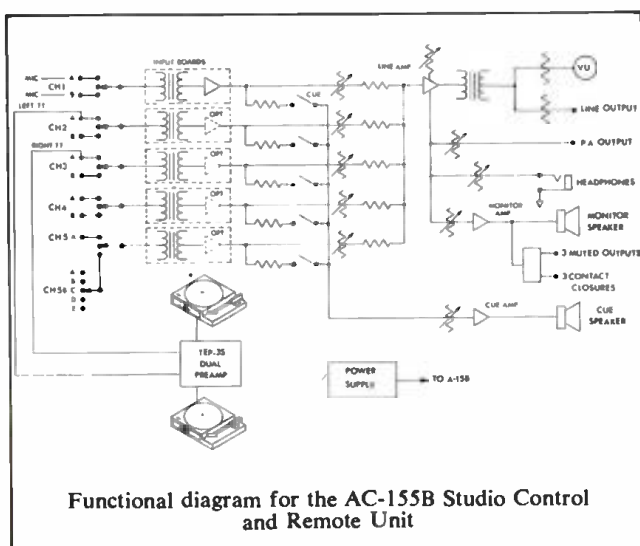 INPUT BOARDS
LINE AMP
MIC A
CH1
MIC B
CUE
VU
LEFT TT
LINE OUTPUT
A
CH2
B
OPT
RIGHT TT
A
CH3
B
OPT
P A OUTPUT
HEADPHONES
A
CH4
B
OPT
MONITOR AMP
MONITOR SPEAKER
CH5 A
OPT
3 MUTED OUTPUTS
3 CONTACT CLOSURES
A
B
CH56 C
D
E
CUE AMP
CUE SPEAKER
DUAL
PREAMP
POWER
SUPPLY
TO A-15B
Functional diagram for the AC-155B Studio Control
and Remote Unit